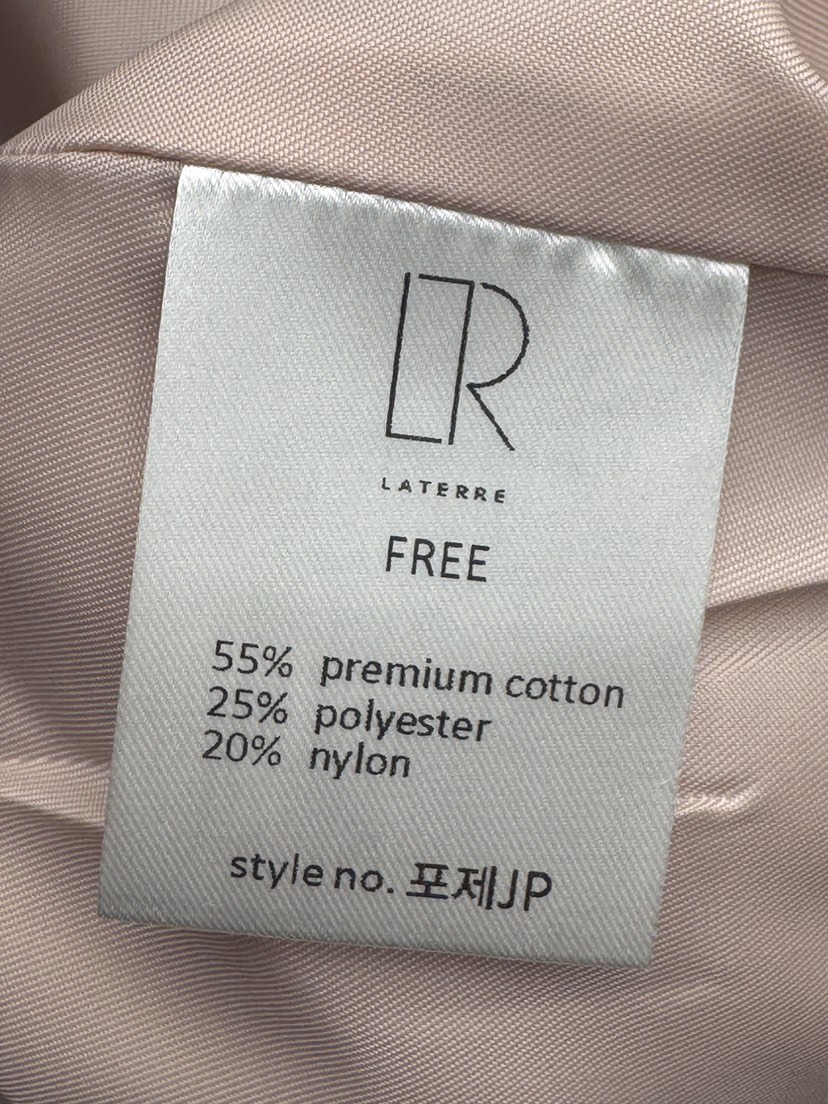 LR
LATERRE
FREE
55% premium cotton
25% polyester
20% nylon
style no. 포제JP